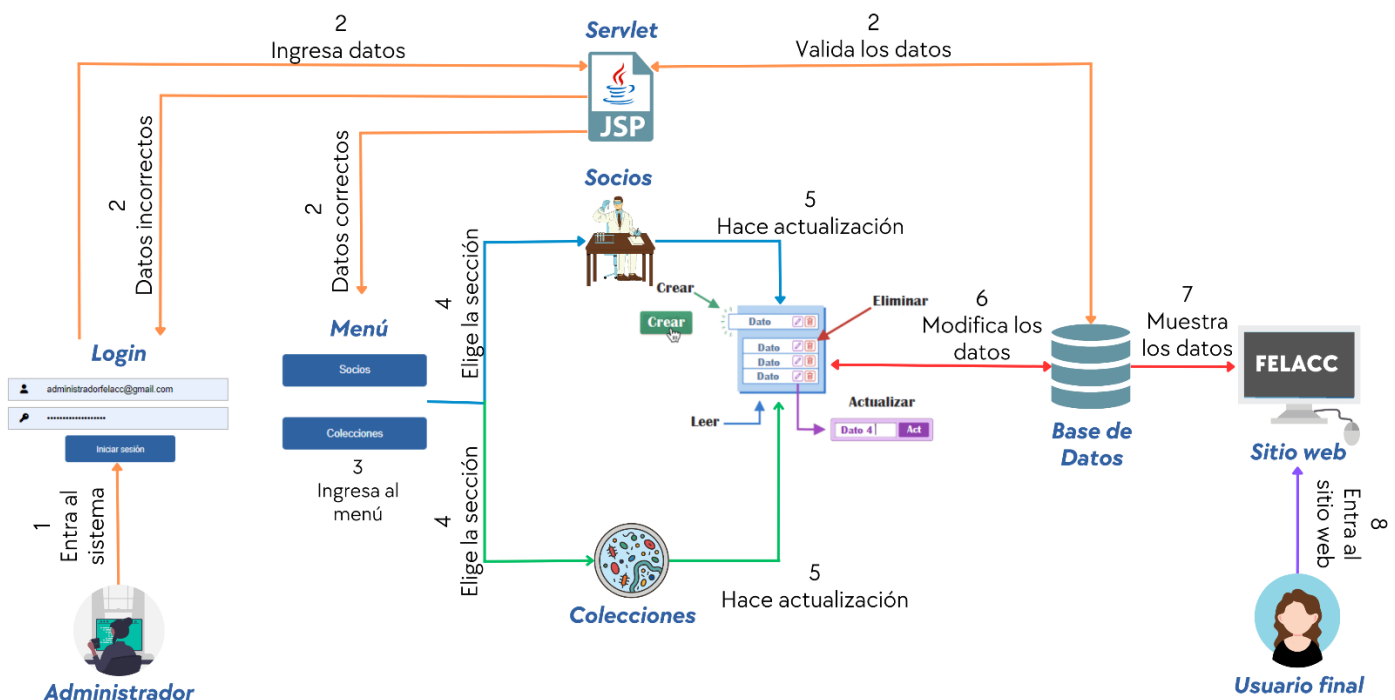 2
Ingresa datos
Servlet
JSP
2
Valida los datos
2
Datos incorrectos
2
Datos correctos
Socios
5
Hace actualización
4
Elige la sección
Crear
Crear
Dato
Eliminar
Dato
Dato
Dato
Leer
Actualizar
Dato 4
Act
6
Modifica los
datos
7
Muestra
los datos
FELACC
Sitio web
Base de
Datos
Login
administradorfelacc@gmail.com
•••••••••••••••••••
Iniciar sesión
Menú
Socios
Colecciones
3
Ingresa al
menú
4
Elige la sección
Colecciones
5
Hace actualización
1
Entra al
sistema
Administrador
8
Entra al
sitio web
Usuario final